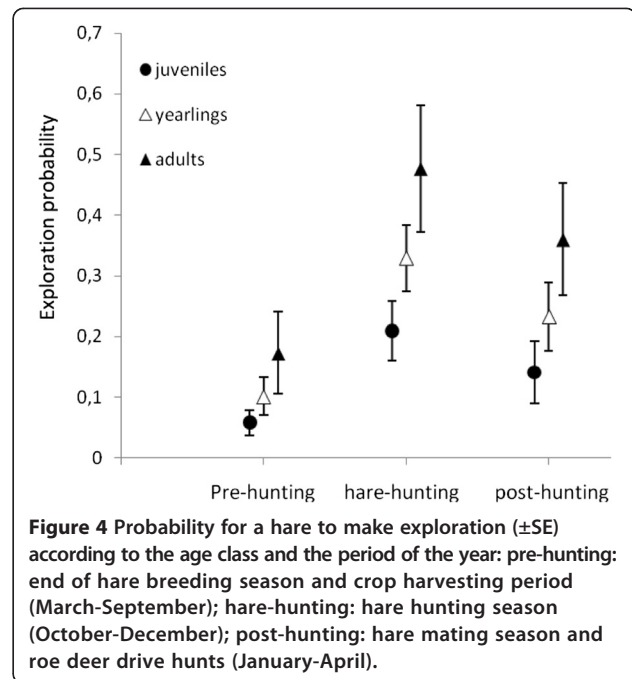 0,7
juveniles
0,6
yearlings
adults
0,5
0,4
Exploration probability
0,3
0,2
0,1
0
Pre-hunting hare-hunting post-hunting
Figure 4 Probability for a hare to make exploration (±SE)
according to the age class and the period of the year: pre-hunting:
end of hare breeding season and crop harvesting period
(March-September); hare-hunting: hare hunting season
(October-December); post-hunting: hare mating season and
roe deer drive hunts (January-April).